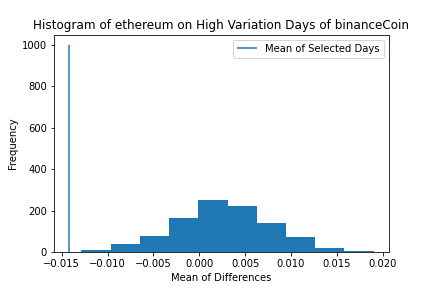 Histogram of ethereum on High Variation Days of binanceCoin
Mean of Selected Days
Frequency
1000
800
600
400
200
0
−0.015 −0.010 −0.005 0.000 0.005 0.010 0.015 0.020
Mean of Differences